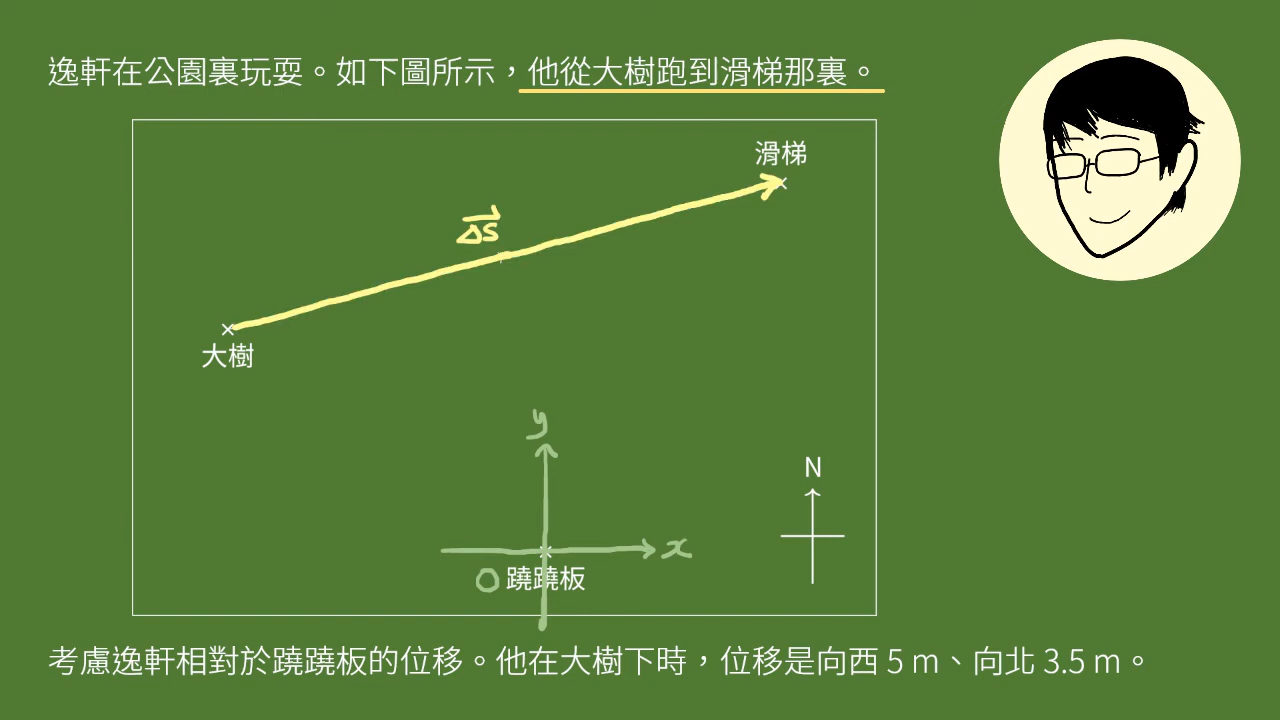 逸軒在公園裏玩耍。如下圖所示，他從大樹跑到滑梯那裏。
滑梯
ΔS
大樹
y
N
x
O 蹺蹺板
考慮逸軒相對於蹺蹺板的位移。他在大樹下時，位移是向西 5 m、向北 3.5 m。